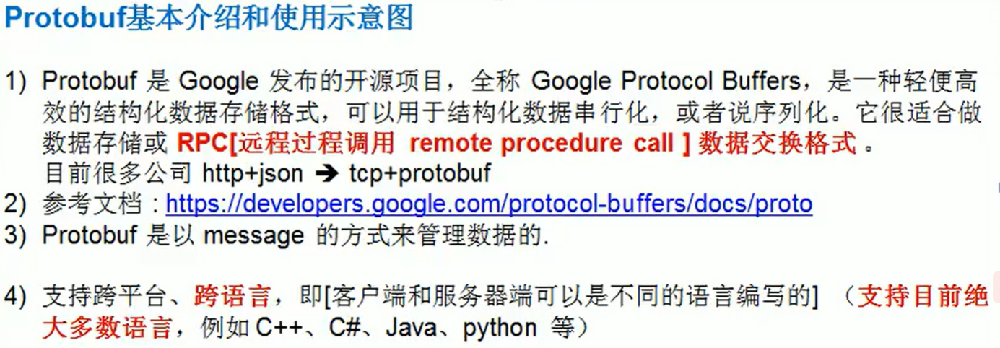 Protobuf基本介绍和使用示意图
1) Protobuf 是 Google 发布的开源项目，全称 Google Protocol Buffers，是一种轻便高
效的结构化数据存储格式，可以用于结构化数据串行化，或者说序列化。它很适合做
数据存储或 RPC[远程过程调用 remote procedure call ] 数据交换格式 。
目前很多公司 http+json ➔ tcp+protobuf
2) 参考文档 : https://developers.google.com/protocol-buffers/docs/proto
3) Protobuf 是以 message 的方式来管理数据的.
4) 支持跨平台、跨语言，即[客户端和服务器端可以是不同的语言编写的] （支持目前绝
大多数语言，例如 C++、C#、Java、python 等）